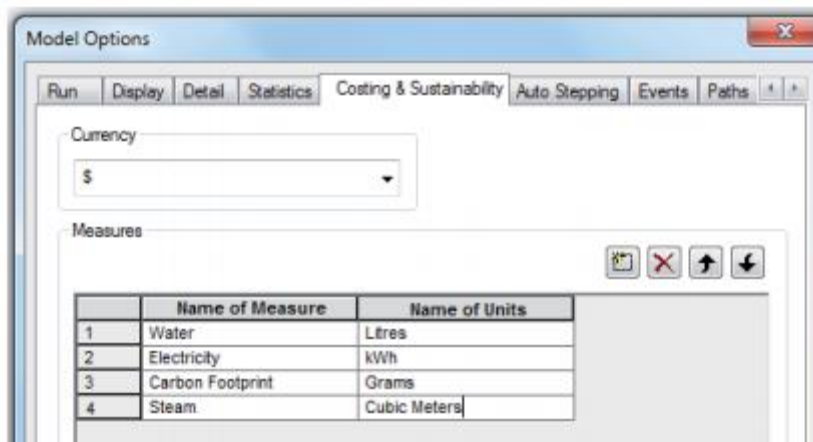 Model Options
Run Display Detail Statistics Costing & Sustainability Auto Stepping Events Paths
Currency
$
Measures
Name of Measure Name of Units
1 Water Litres
2 Electricity kWh
3 Carbon Footprint Grams
4 Steam Cubic Meters